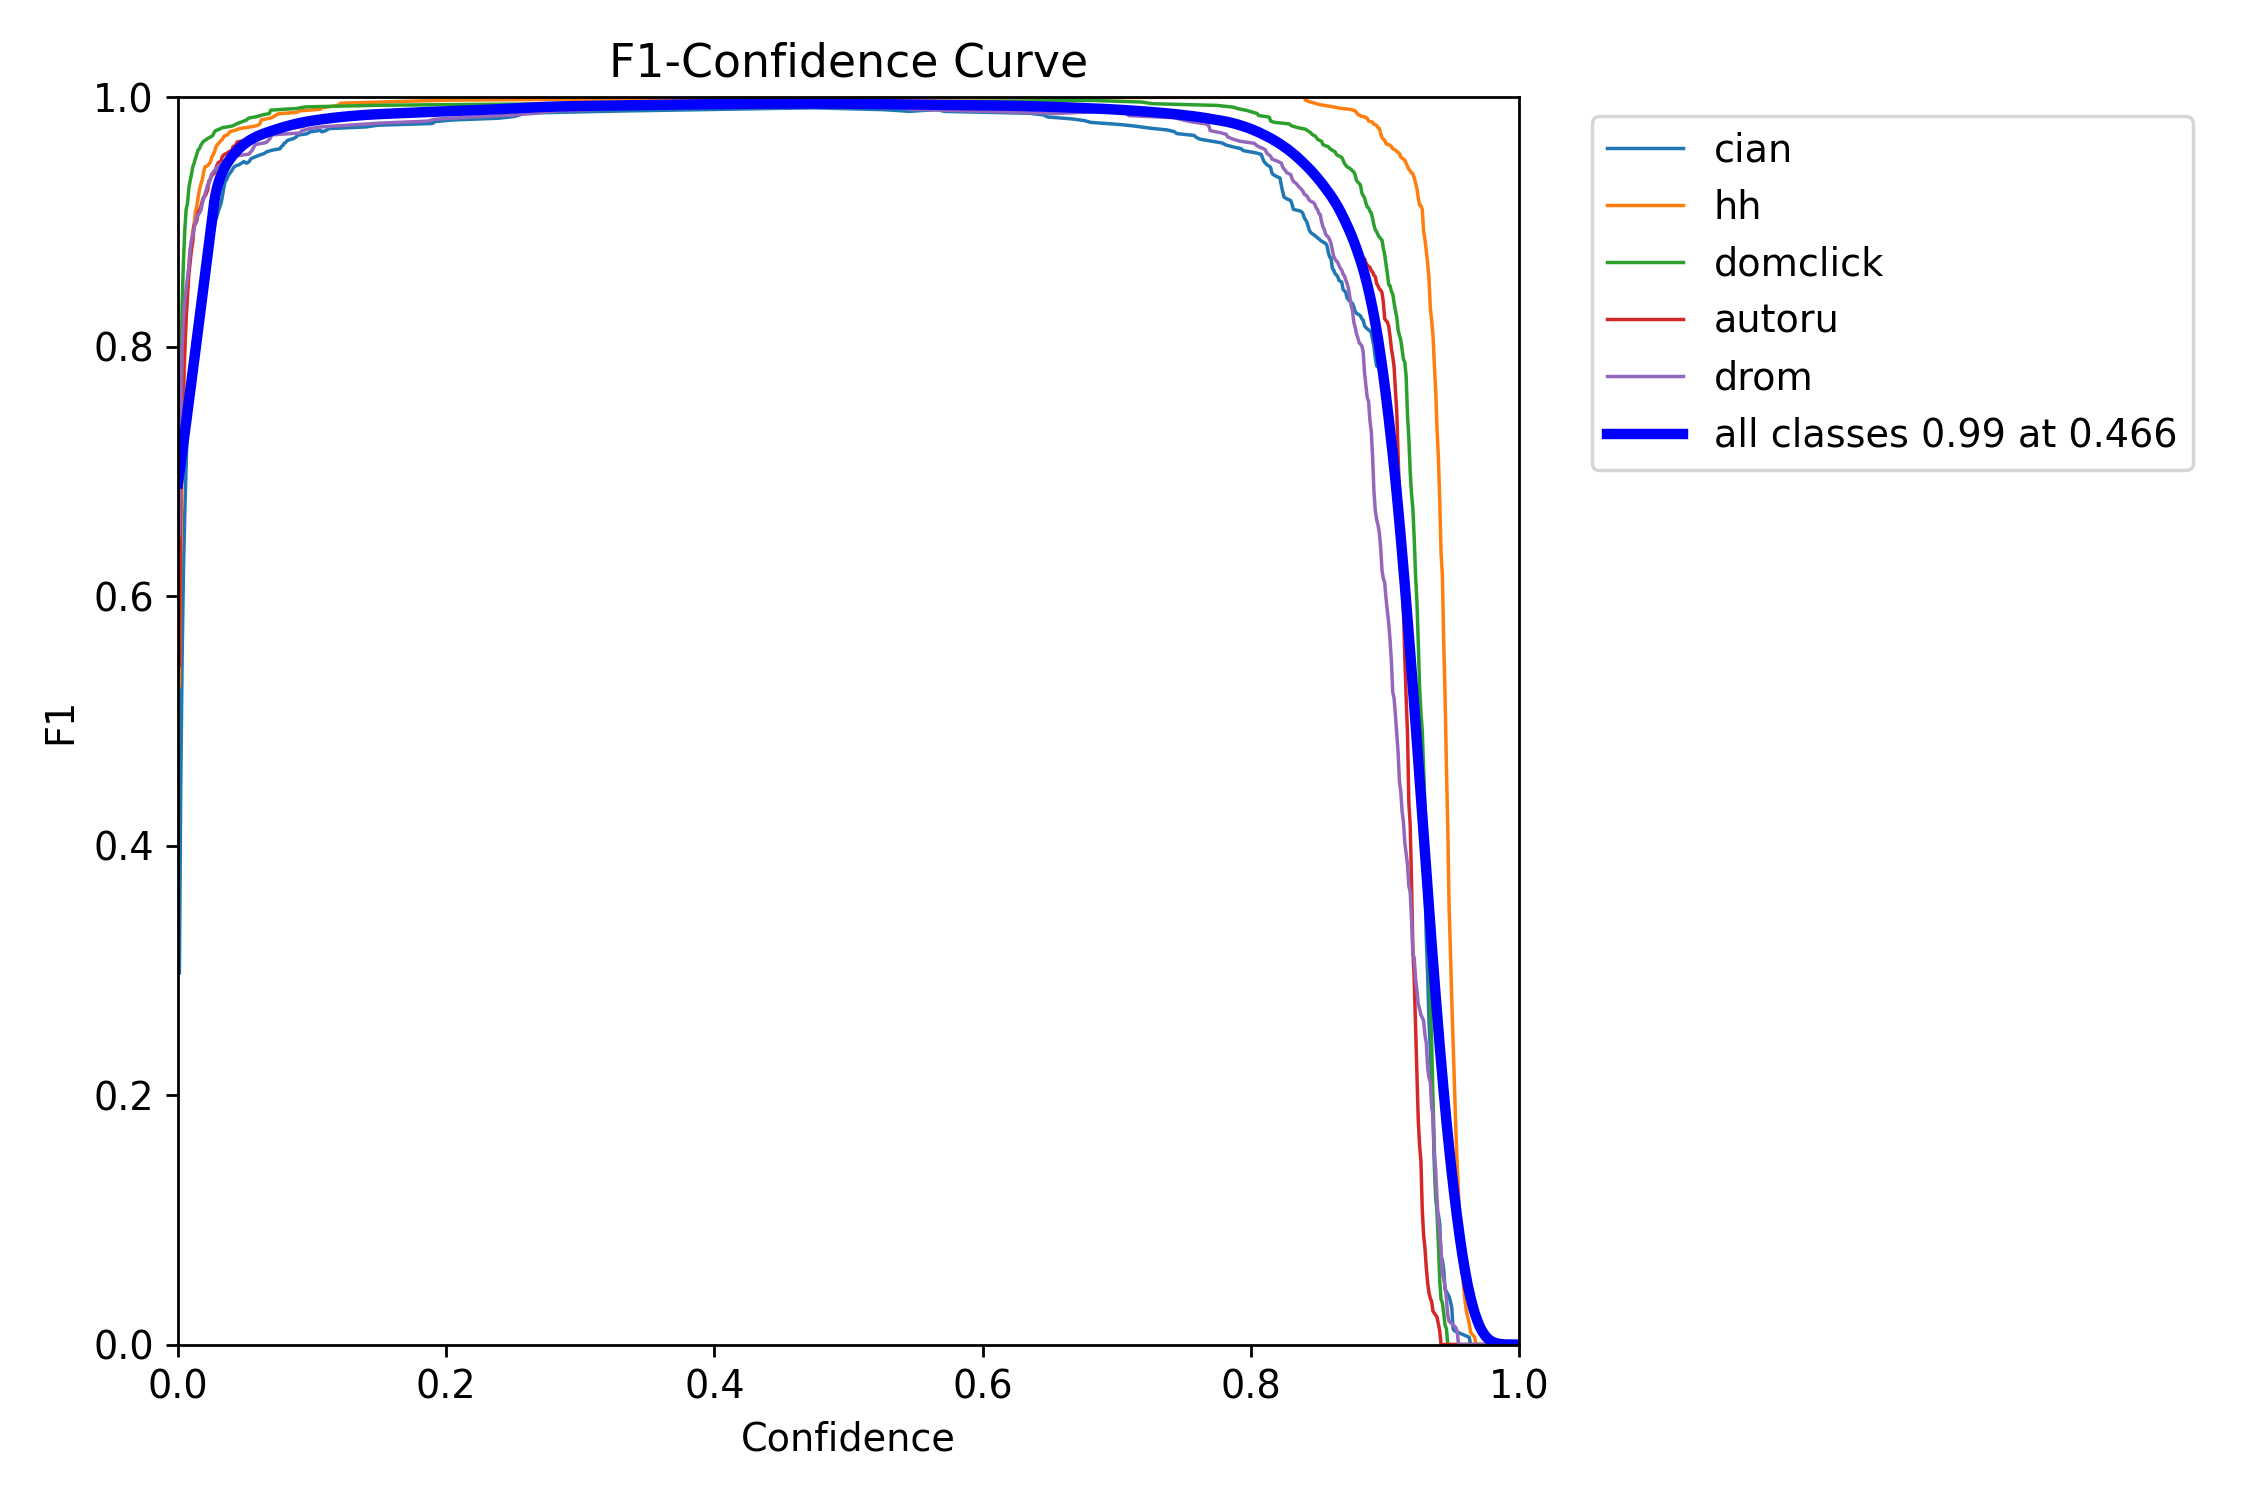 F1-Confidence Curve
1.0
0.8
0.6
0.4
0.2
0.0
F1
0.0 0.2 0.4 0.6 0.8 1.0
Confidence
cian
hh
domclick
autoru
drom
all classes 0.99 at 0.466